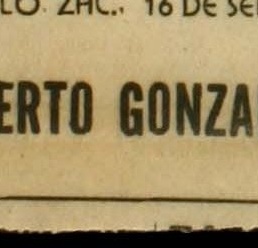 LO. ZAC., 16 DE SE
ERTO GONZA